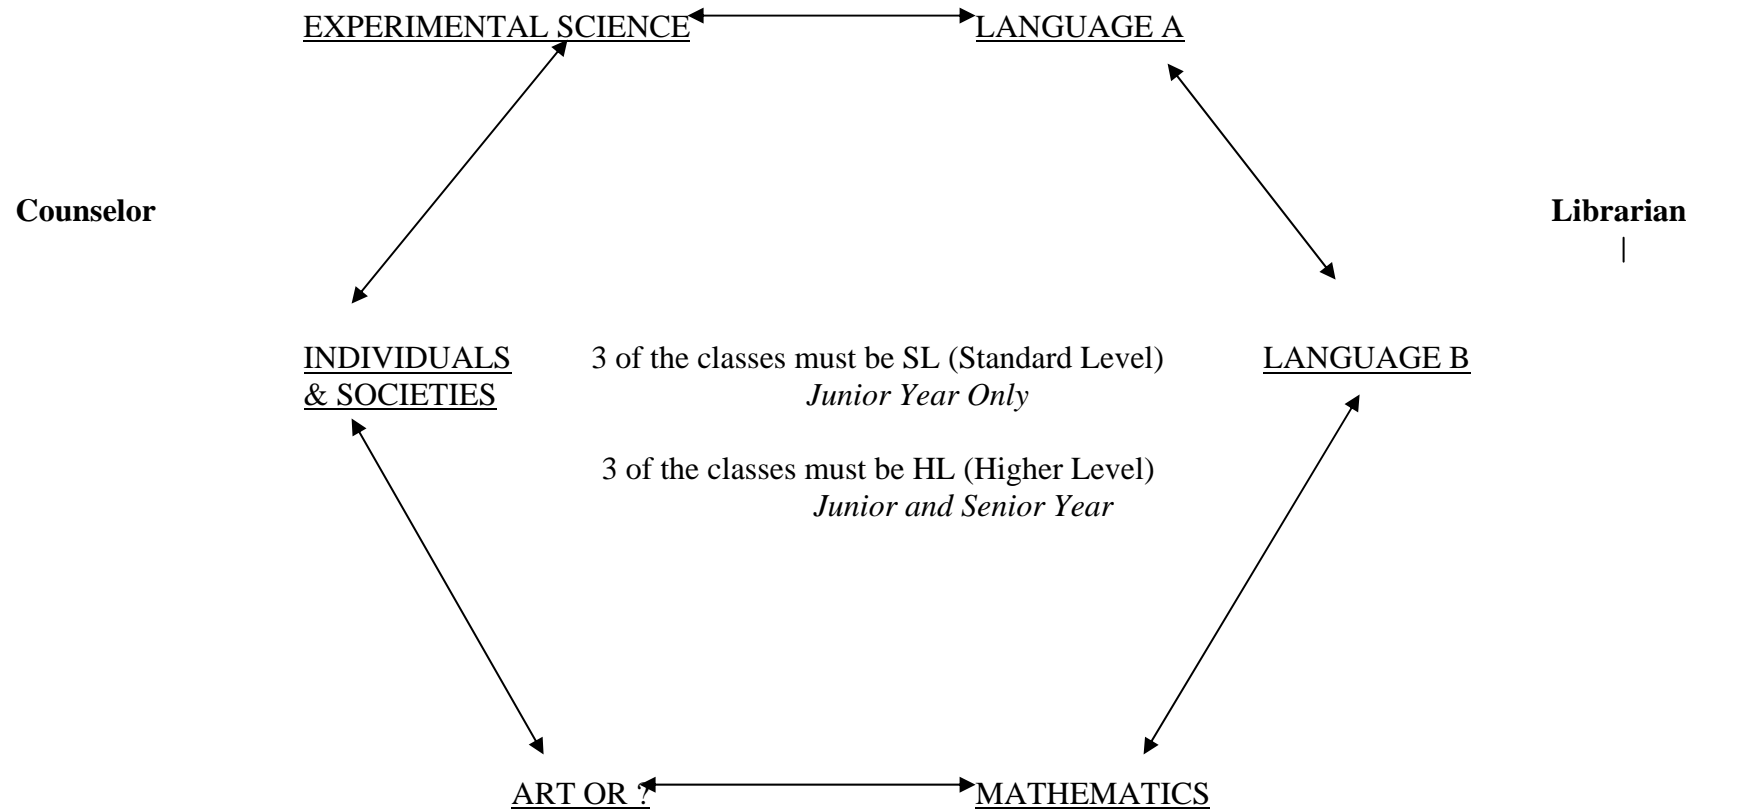 EXPERIMENTAL SCIENCE LANGUAGE A
Counselor Librarian
|
INDIVIDUALS 3 of the classes must be SL (Standard Level) LANGUAGE B
& SOCIETIES Junior Year Only
3 of the classes must be HL (Higher Level)
Junior and Senior Year
ART OR ? MATHEMATICS